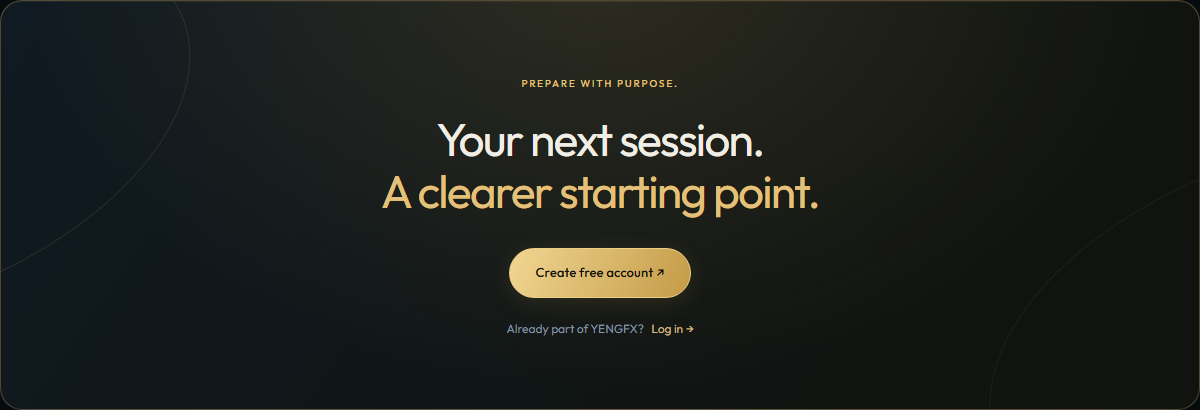 PREPARE WITH PURPOSE.
Your next session.
A clearer starting point.
Create free account ↗
Already part of YENGFX? Log in →